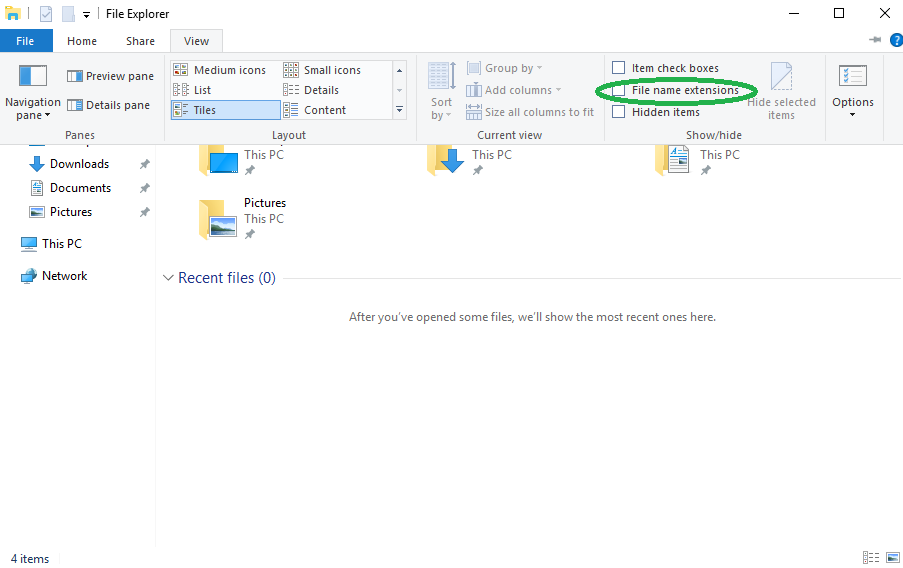 File Explorer
File Home Share View
Navigation pane
Preview pane
Details pane
Panes
Medium icons Small icons
List Details
Tiles Content
Layout
Sort by
Group by
Add columns
Size all columns to fit
Current view
Item check boxes
File name extensions
Hidden items
Hide selected items
Show/hide
Options
Downloads
Documents
Pictures
This PC
Network
This PC This PC This PC
Pictures
This PC
Recent files (0)
After you've opened some files, we'll show the most recent ones here.
4 items